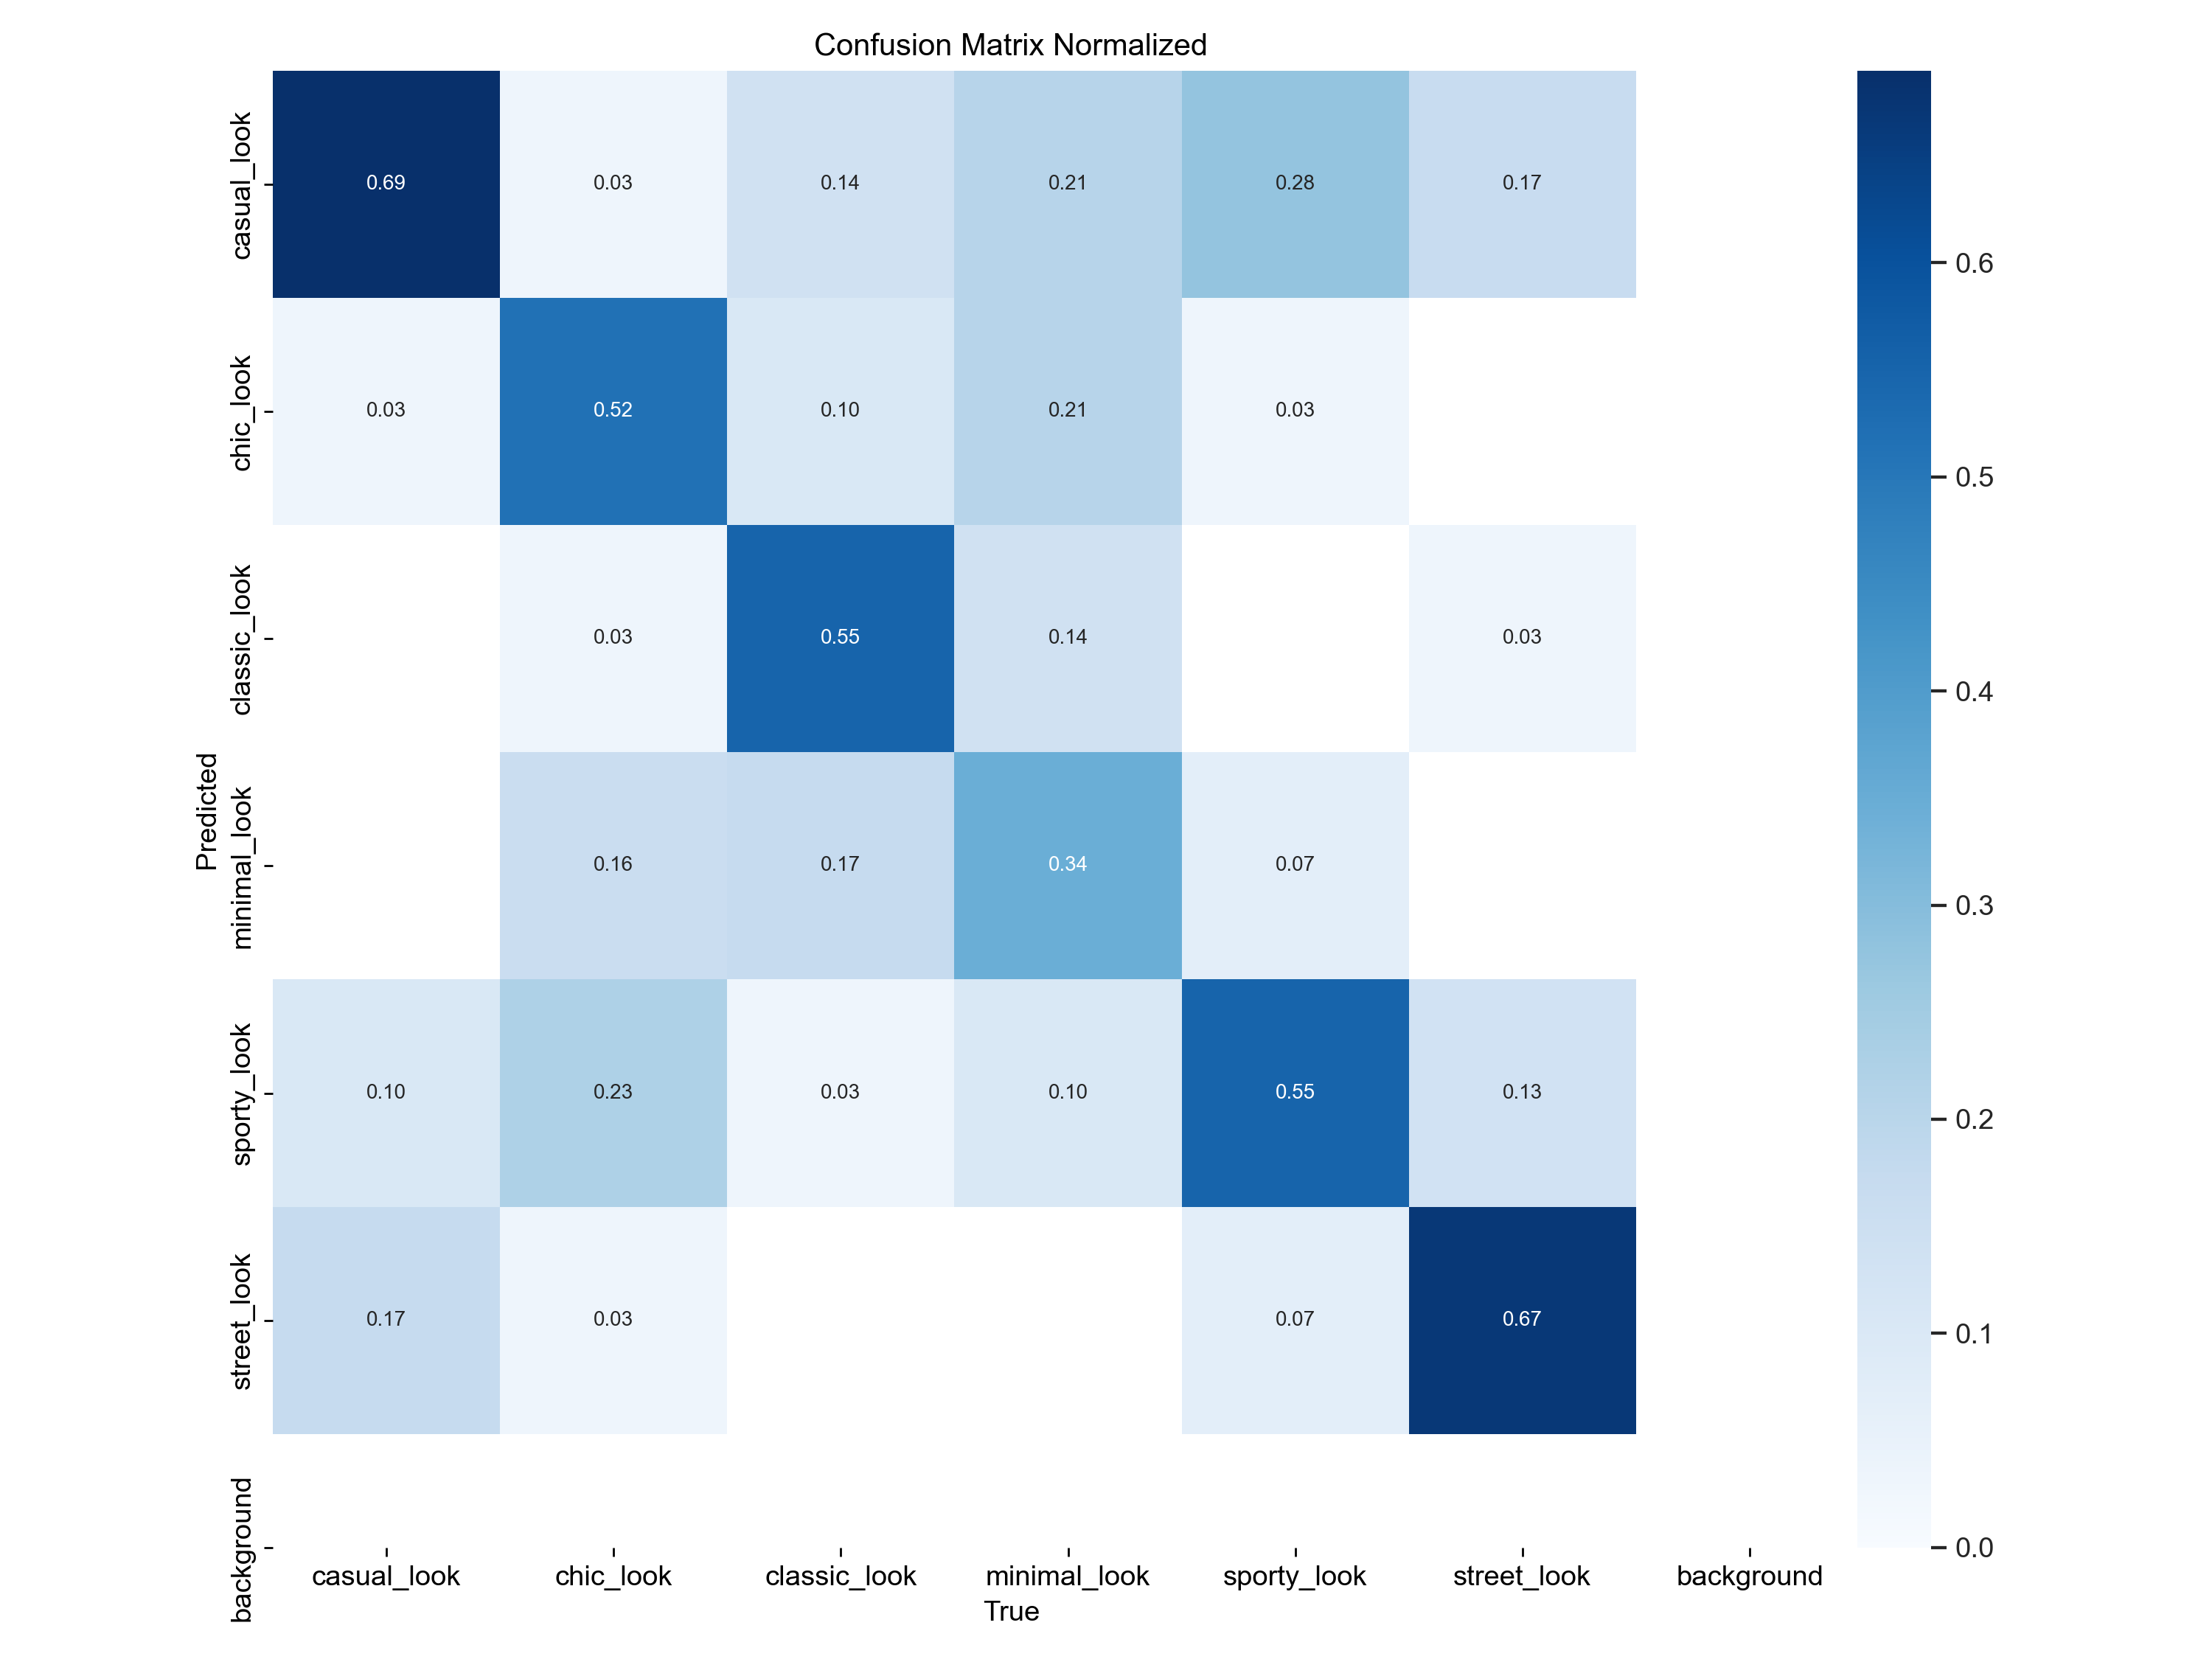 Confusion Matrix Normalized
casual_look
0.69
0.03
0.14
0.21
0.28
0.17
chic_look
0.03
0.52
0.10
0.21
0.03
classic_look
0.03
0.55
0.14
0.03
minimal_look
0.16
0.17
0.34
0.07
sporty_look
0.10
0.23
0.03
0.10
0.55
0.13
street_look
0.17
0.03
0.07
0.67
background
Predicted
casual_look
chic_look
classic_look
minimal_look
sporty_look
street_look
background
True
0.6
0.5
0.4
0.3
0.2
0.1
0.0